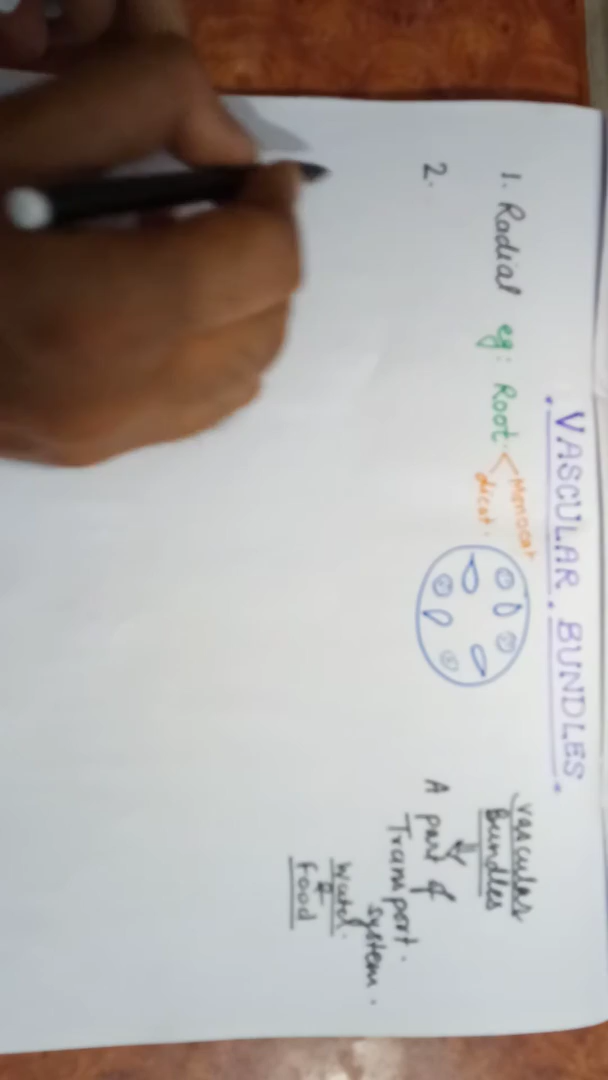 .VASCULAR.BUNDLES.
1. Radial eg: Root. Monocot
dicot.
2.
Vascular
Bundles
A part of
Transport.
system.
Water.
&
Food